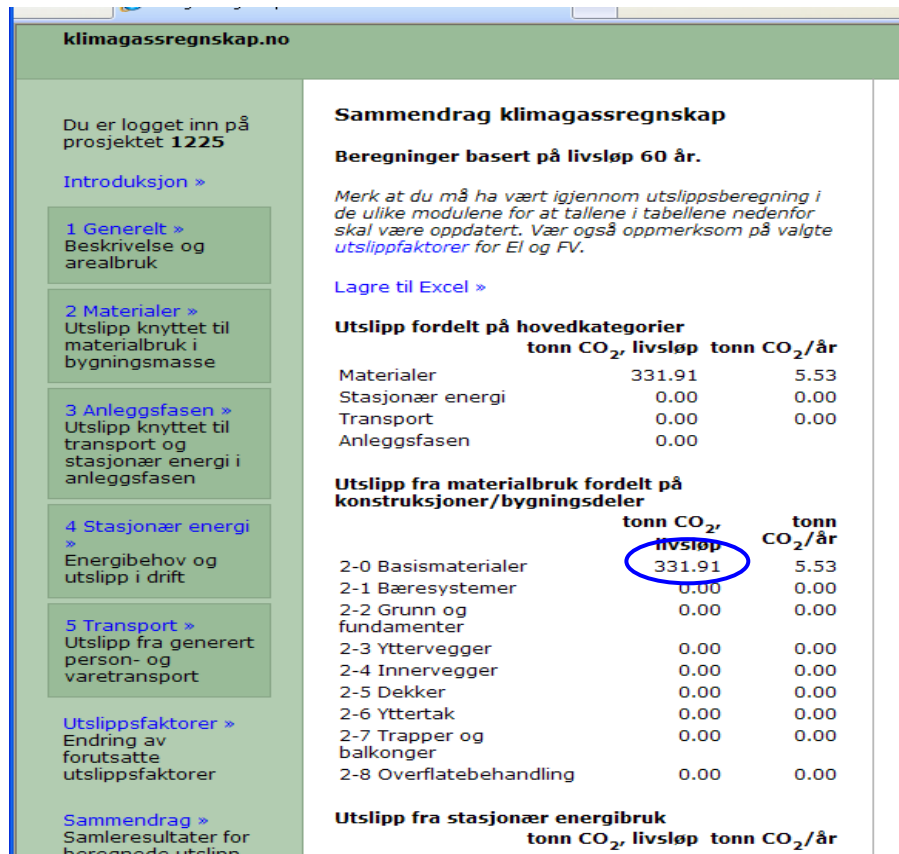 klimagassregnskap.no
Du er logget inn på
prosjektet 1225
Introduksjon »
1 Generelt »
Beskrivelse og
arealbruk
2 Materialer »
Utslipp knyttet til
materialbruk i
bygningsmasse
3 Anleggsfasen »
Utslipp knyttet til
transport og
stasjonær energi i
anleggsfasen
4 Stasjonær energi
»
Energibehov og
utslipp i drift
5 Transport »
Utslipp fra generert
person- og
varetransport
Utslippsfaktorer »
Endring av
forutsatte
utslippsfaktorer
Sammendrag »
Samleresultater for
beregnede utslipp
Sammendrag klimagassregnskap
Beregninger basert på livsløp 60 år.
Merk at du må ha vært igjennom utslippsberegning i
de ulike modulene for at tallene i tabellene nedenfor
skal være oppdatert. Vær også oppmerksom på valgte
utslippfaktorer for El og FV.
Lagre til Excel »
Utslipp fordelt på hovedkategorier
tonn CO₂, livsløp tonn CO₂/år
Materialer 331.91 5.53
Stasjonær energi 0.00 0.00
Transport 0.00 0.00
Anleggsfasen 0.00
Utslipp fra materialbruk fordelt på
konstruksjoner/bygningsdeler
tonn CO₂, tonn
livsløp CO₂/år
2-0 Basismaterialer 331.91 5.53
2-1 Bæresystemer 0.00 0.00
2-2 Grunn og 0.00 0.00
fundamenter
2-3 Yttervegger 0.00 0.00
2-4 Innervegger 0.00 0.00
2-5 Dekker 0.00 0.00
2-6 Yttertak 0.00 0.00
2-7 Trapper og 0.00 0.00
balkonger
2-8 Overflatebehandling 0.00 0.00
Utslipp fra stasjonær energibruk
tonn CO₂, livsløp tonn CO₂/år